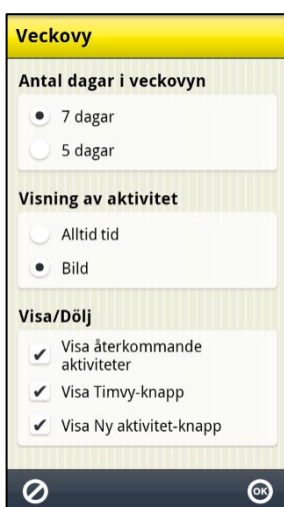 Veckovy
Antal dagar i veckovyn
7 dagar
5 dagar
Visning av aktivitet
Alltid tid
Bild
Visa/Dölj
Visa återkommande
aktiviteter
Visa Timvy-knapp
Visa Ny aktivitet-knapp
OK